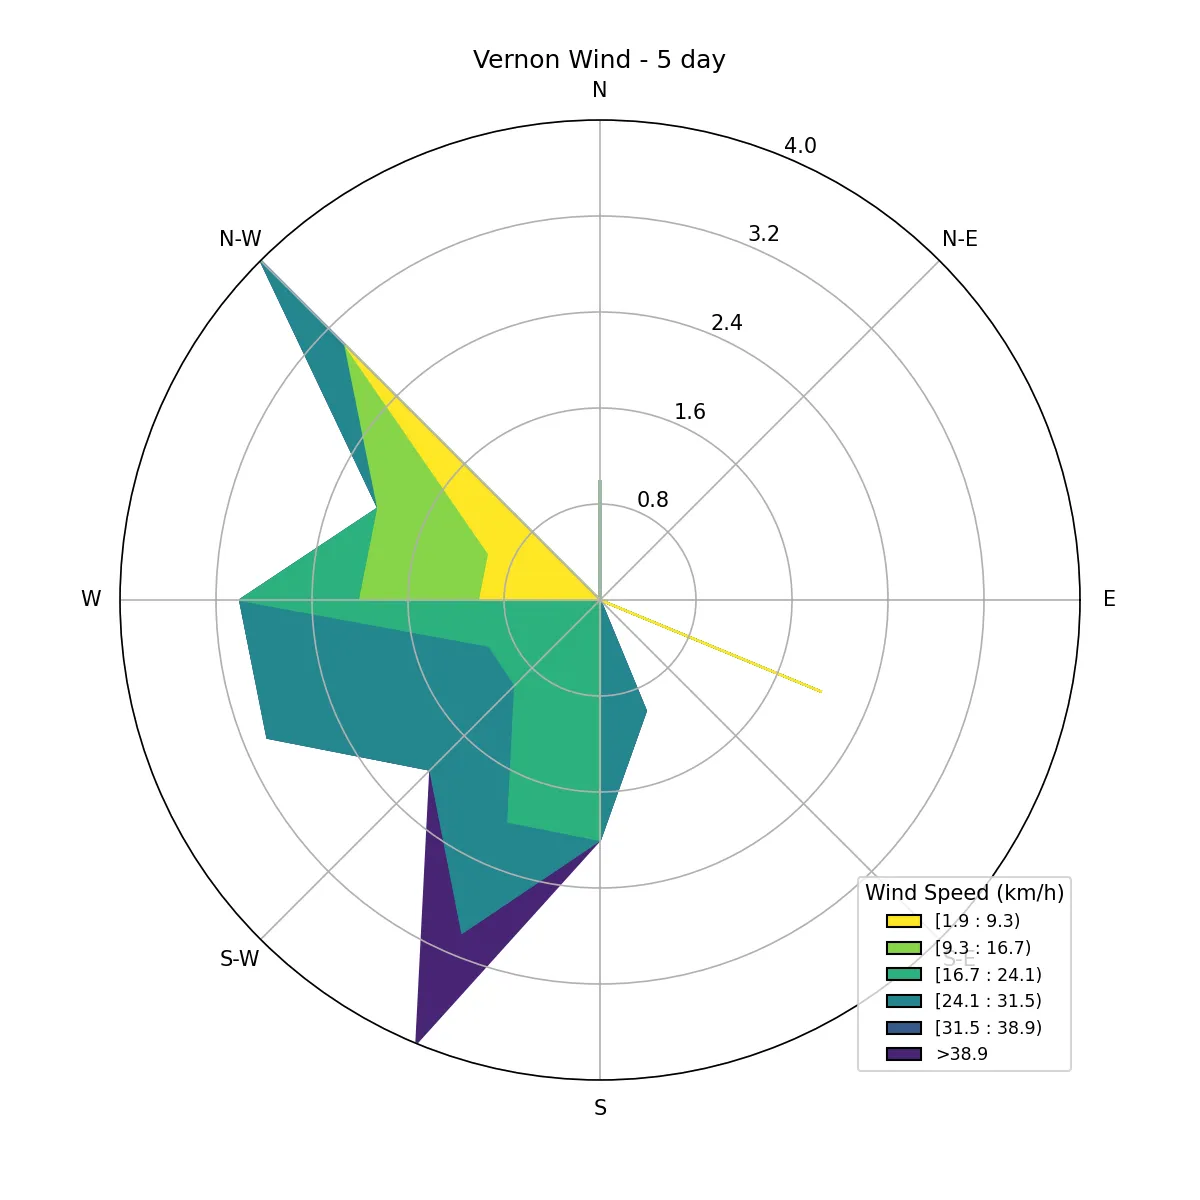 Vernon Wind - 5 day
N
4.0
3.2
N-W
N-E
2.4
1.6
0.8
W
E
Wind Speed (km/h)
[1.9 : 9.3)
[9.3 : 16.7)
S-W
S-E
[16.7 : 24.1)
[24.1 : 31.5)
[31.5 : 38.9)
>38.9
S